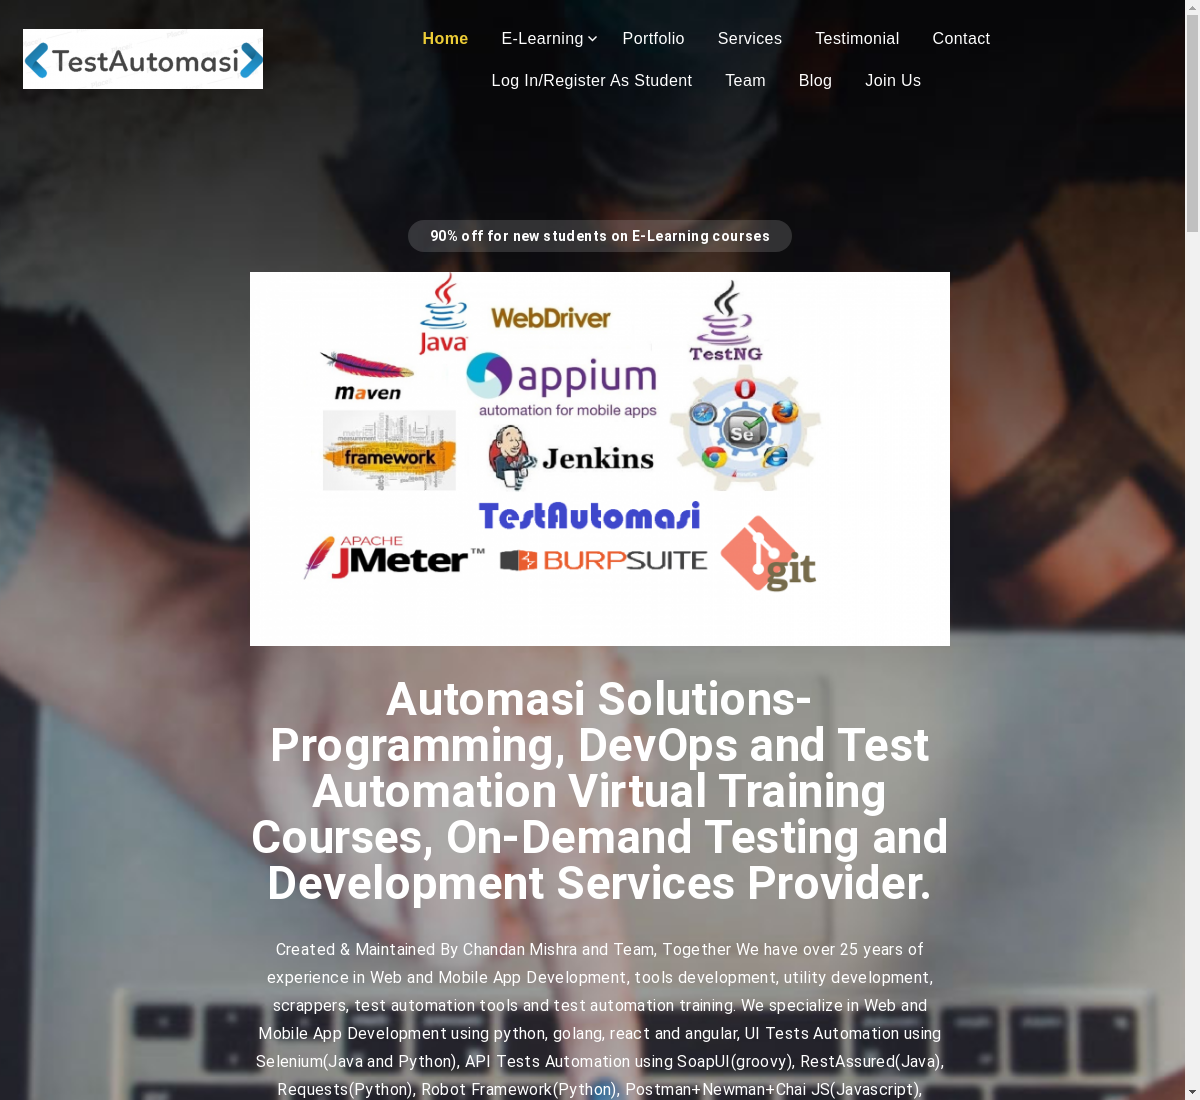 TestAutomasi
Home E-Learning Portfolio Services Testimonial Contact
Log In/Register As Student Team Blog Join Us
90% off for new students on E-Learning courses
Java
WebDriver
TestNG
maven
appium
automation for mobile apps
framework
Jenkins
Se
TestAutomasi
APACHE
JMeter™
BURPSUITE
git
Automasi Solutions-
Programming, DevOps and Test
Automation Virtual Training
Courses, On-Demand Testing and
Development Services Provider.
Created & Maintained By Chandan Mishra and Team, Together We have over 25 years of
experience in Web and Mobile App Development, tools development, utility development,
scrappers, test automation tools and test automation training. We specialize in Web and
Mobile App Development using python, golang, react and angular, UI Tests Automation using
Selenium(Java and Python), API Tests Automation using SoapUI(groovy), RestAssured(Java),
Requests(Python), Robot Framework(Python), Postman+Newman+Chai JS(Javascript),